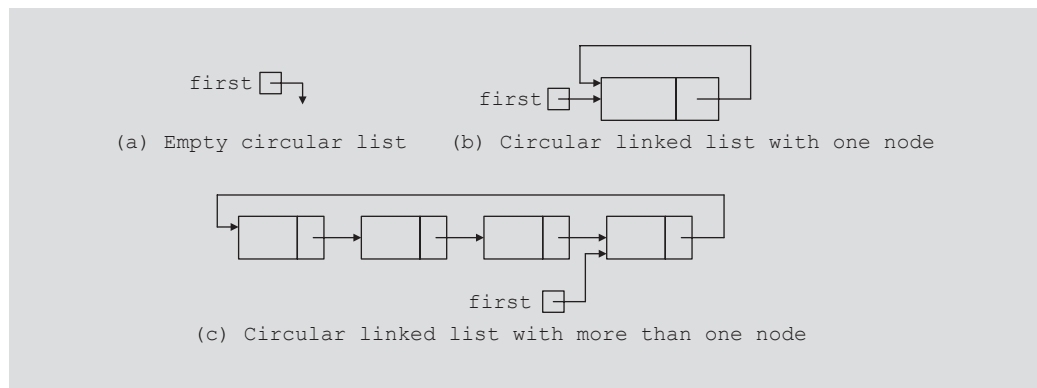 first
first
(a) Empty circular list
(b) Circular linked list with one node
first
(c) Circular linked list with more than one node